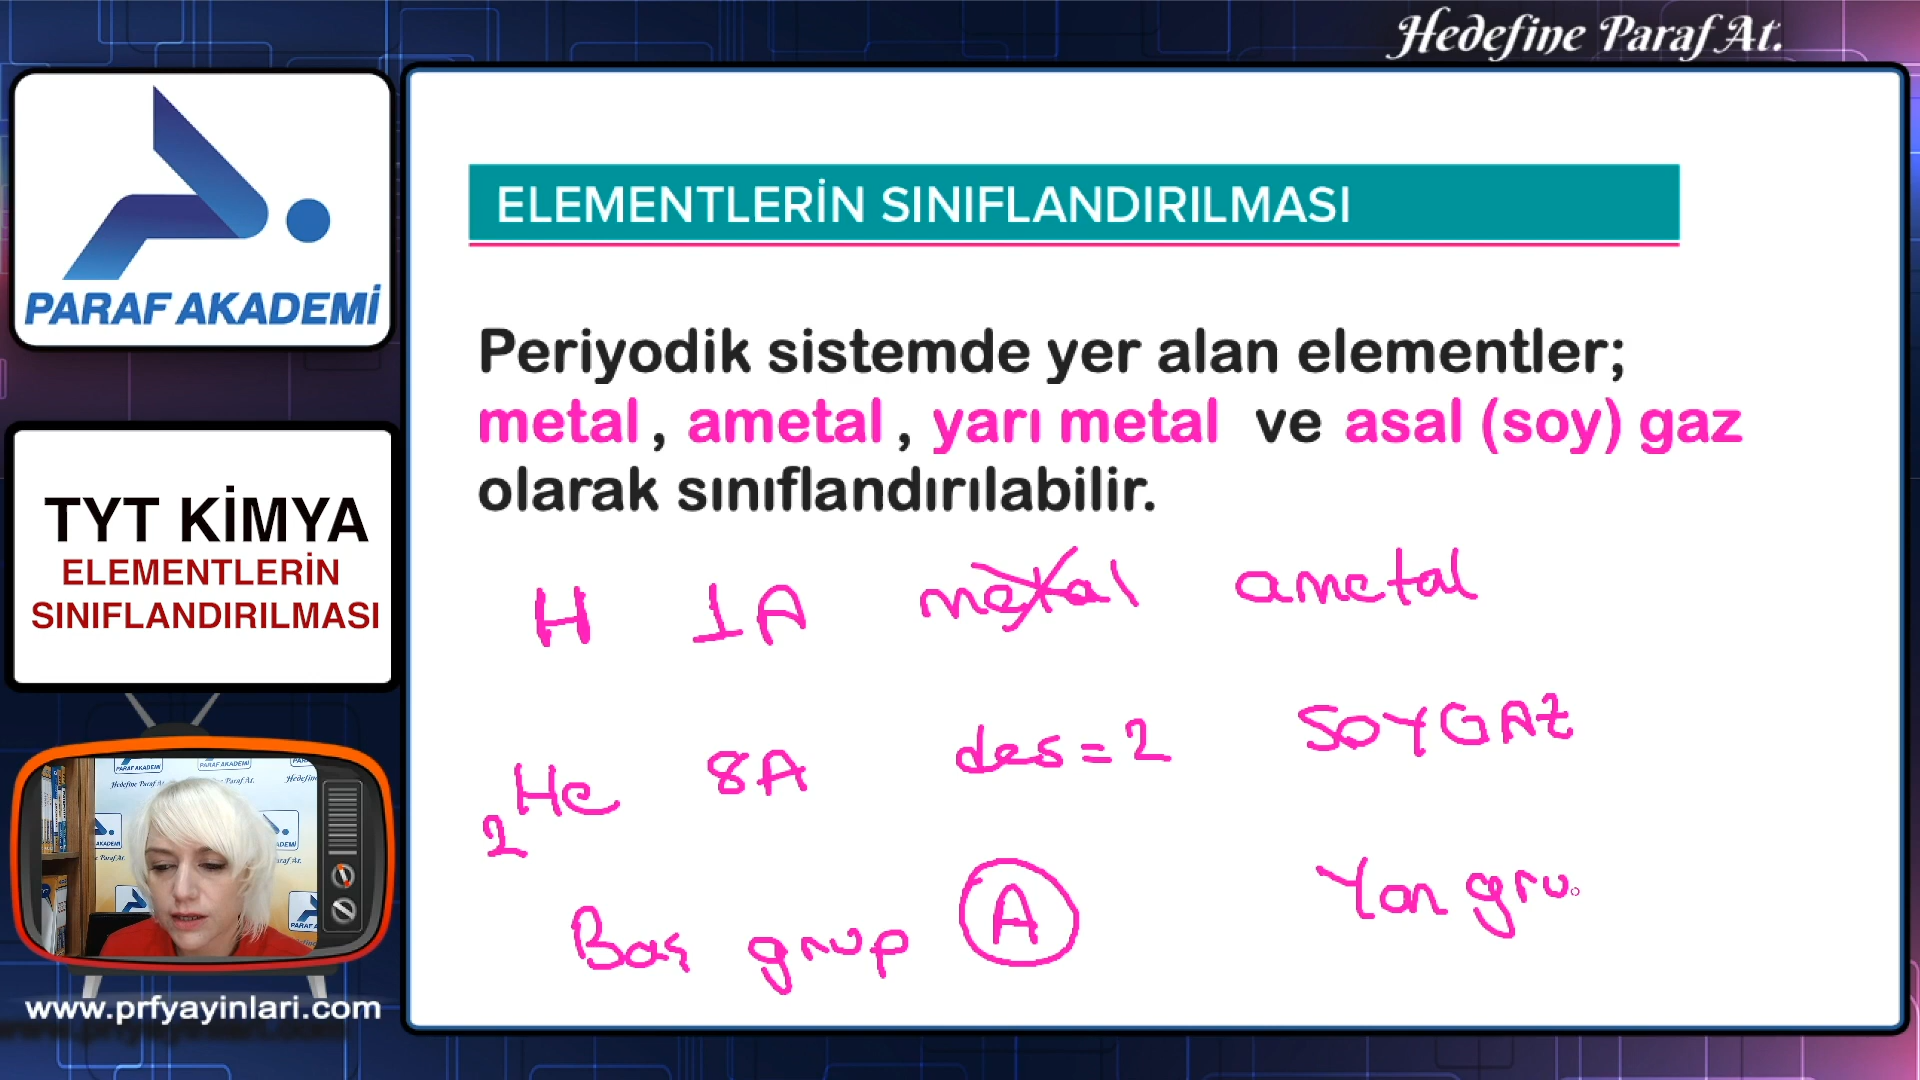 Hedefine Paraf At.
PARAF AKADEMİ
ELEMENTLERİN SINIFLANDIRILMASI
Periyodik sistemde yer alan elementler;
metal, ametal, yarı metal ve asal (soy) gaz
olarak sınıflandırılabilir.
TYT KİMYA
ELEMENTLERİN
SINIFLANDIRILMASI
H 1A metal ametal
2He 8A des=2 SOYGAZ
Baş grup A Yan gru
www.prfyayinlari.com